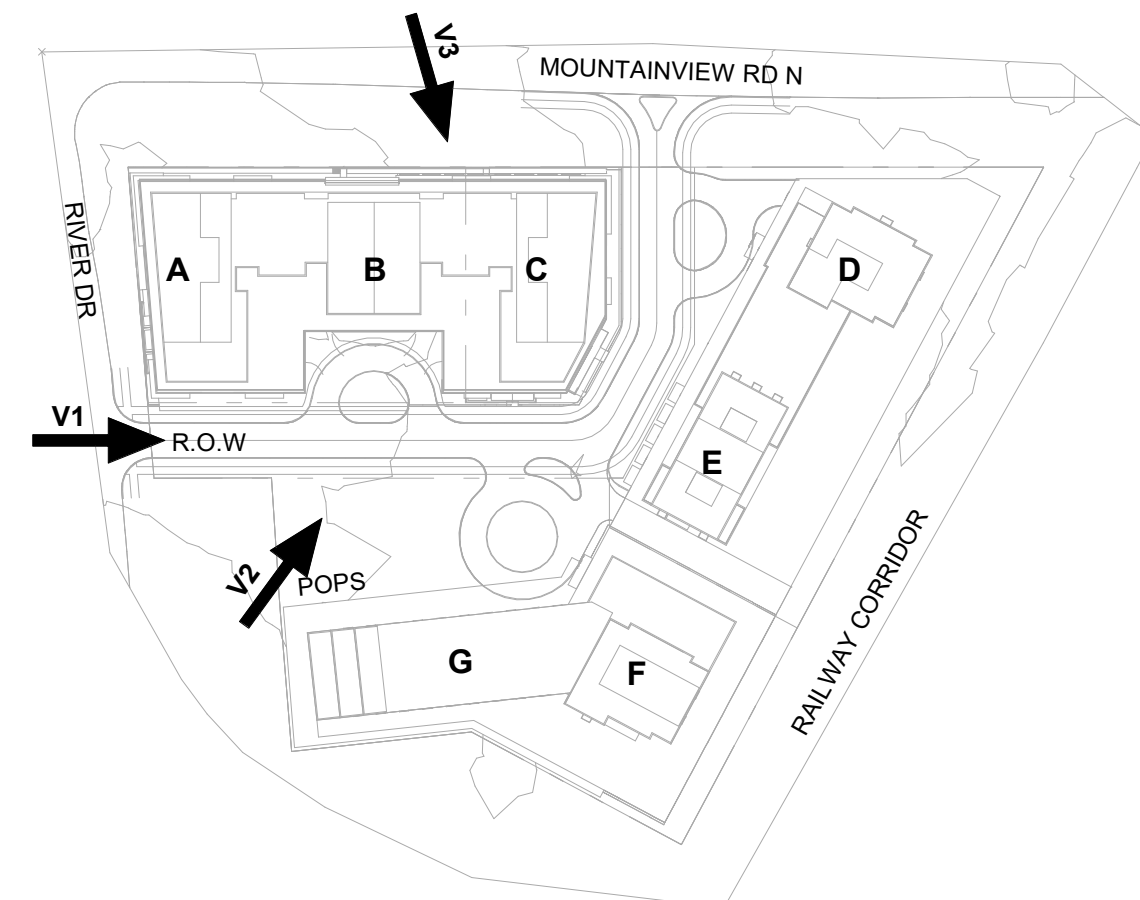 V3
MOUNTAINVIEW RD N
RIVER DR
A
B
C
D
V1
R.O.W
E
V2
POPS
RAILWAY CORRIDOR
G
F